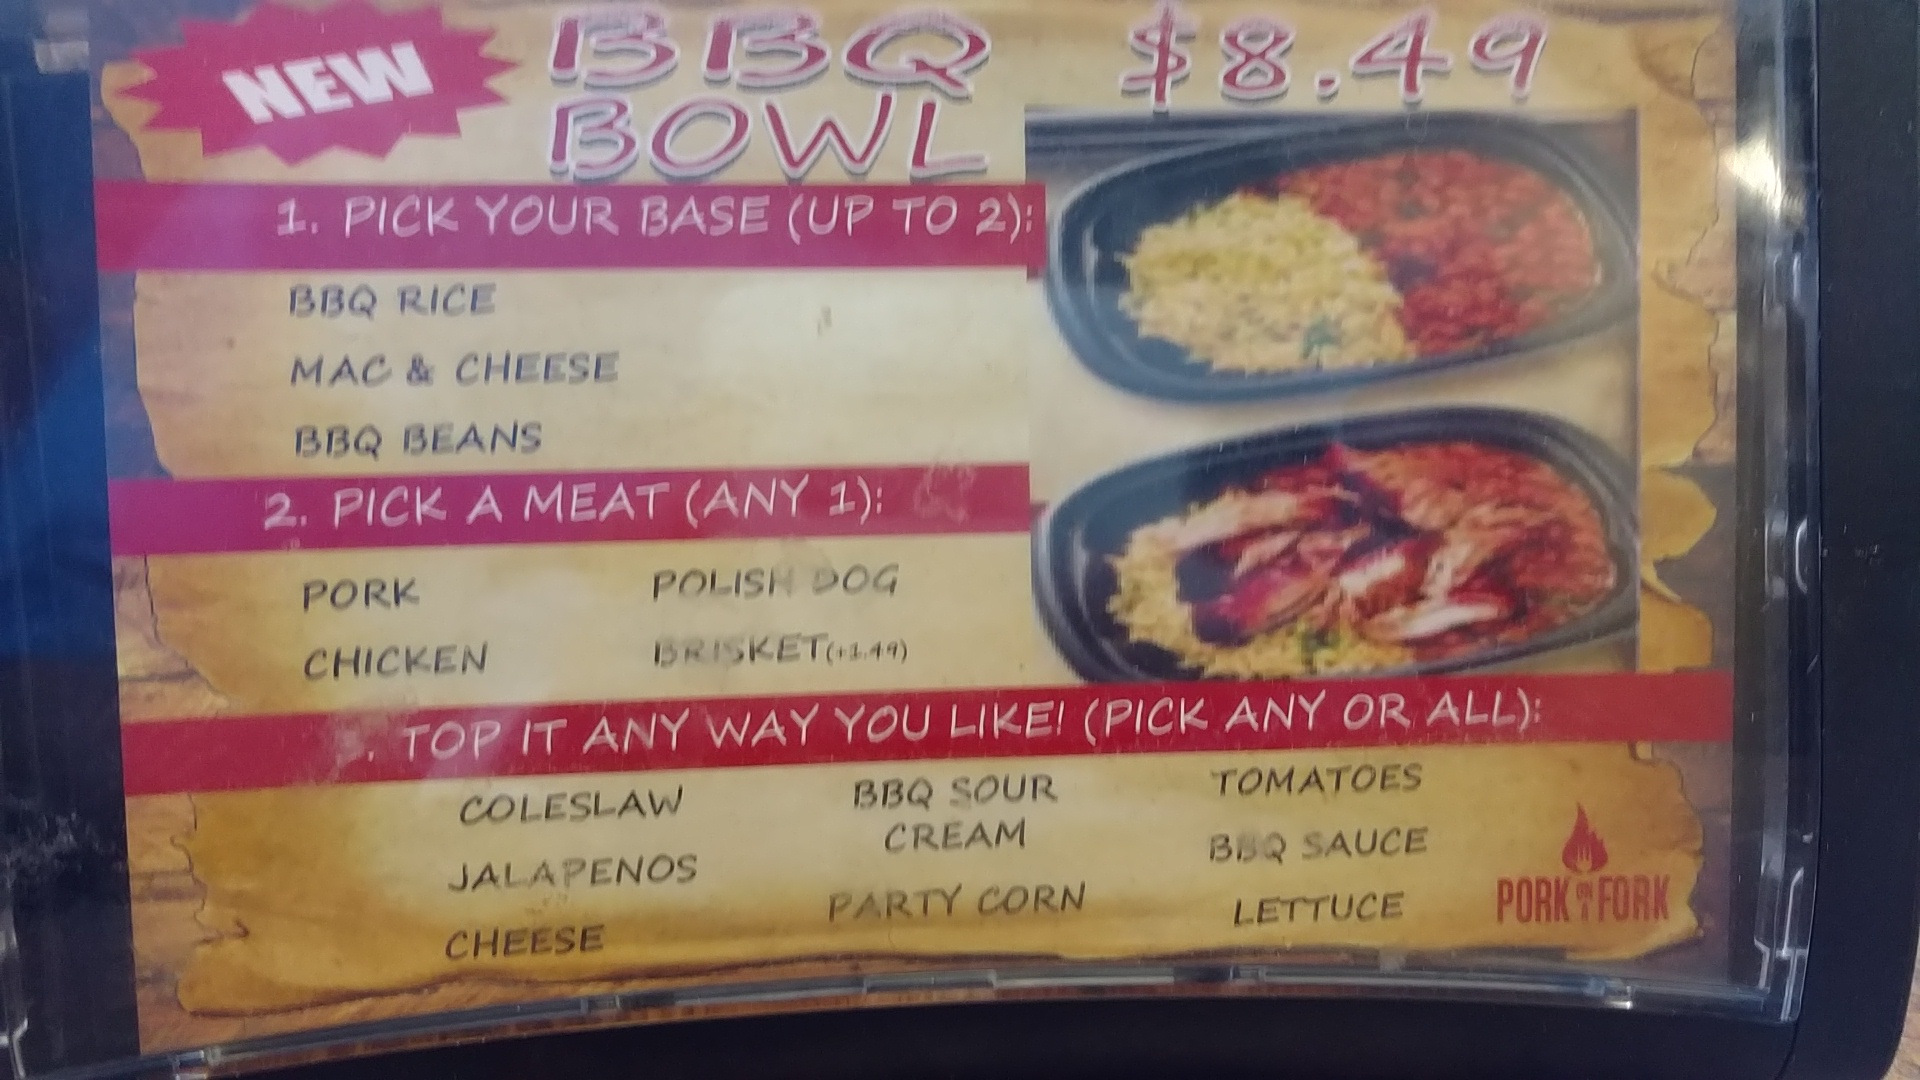 NEW
BBQ
BOWL
$8.49
1. PICK YOUR BASE (UP TO 2):
BBQ RICE
MAC & CHEESE
BBQ BEANS
2. PICK A MEAT (ANY 1):
PORK
CHICKEN
POLISH DOG
BRISKET(+1.49)
. TOP IT ANY WAY YOU LIKE! (PICK ANY OR ALL):
COLESLAW
JALAPENOS
CHEESE
BBQ SOUR
CREAM
PARTY CORN
TOMATOES
BBQ SAUCE
LETTUCE
PORK ON A FORK